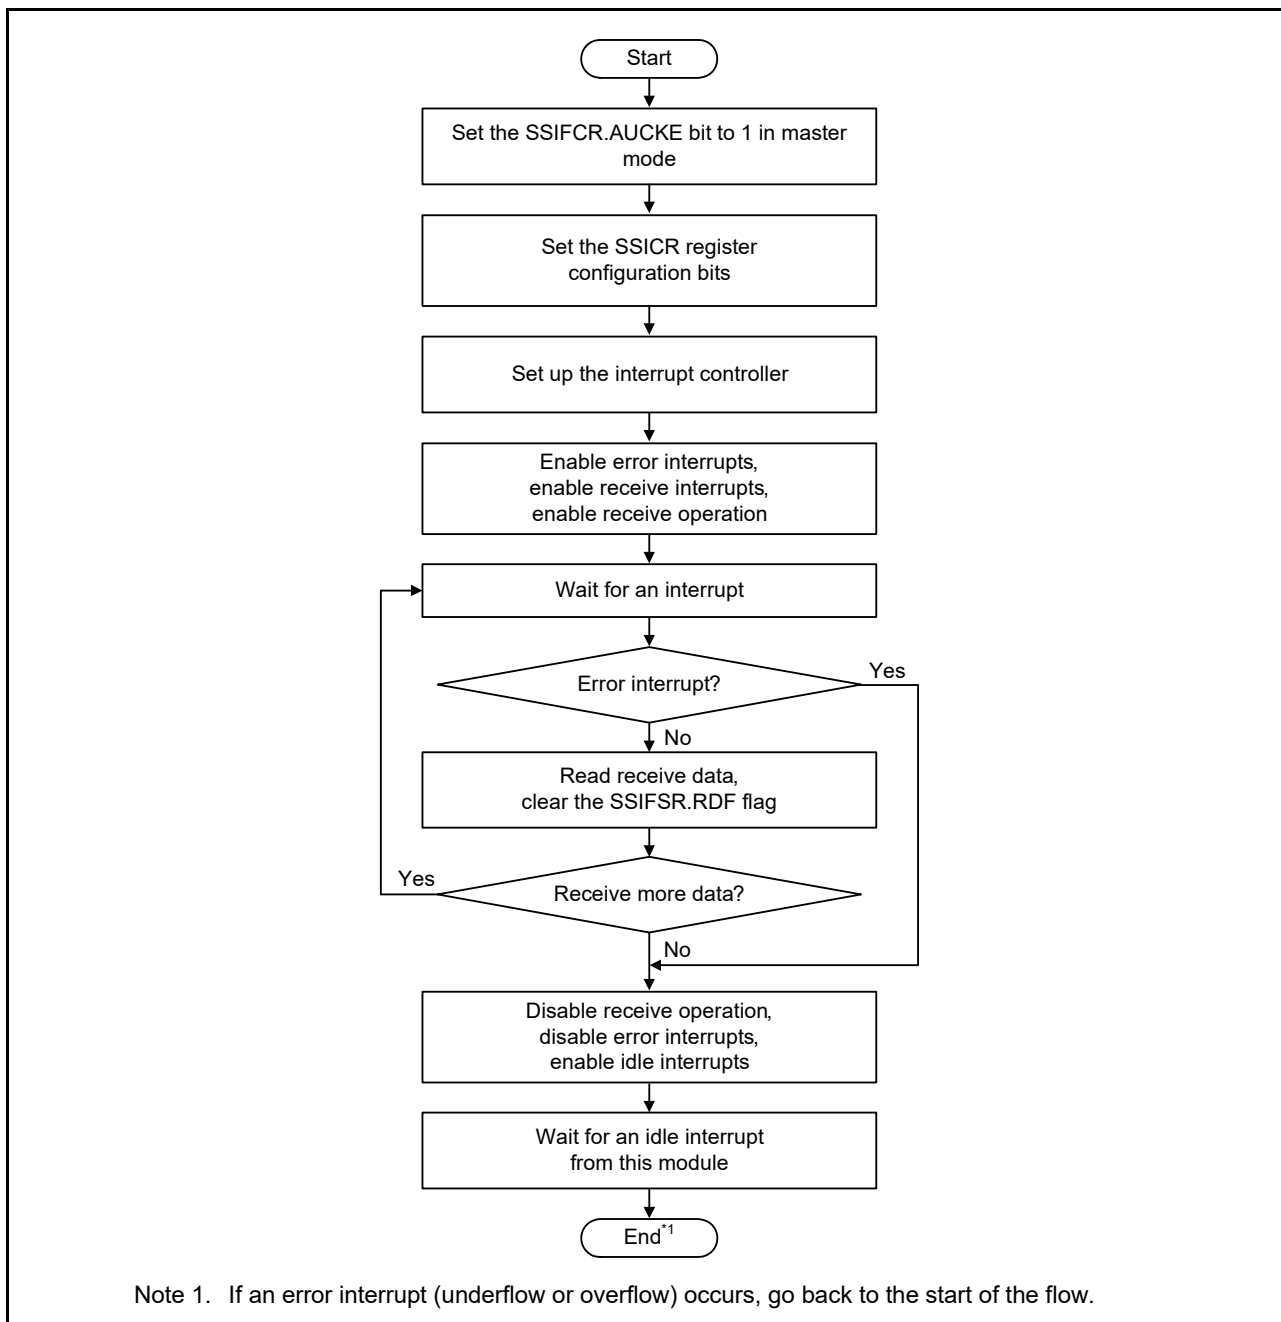 Start
Set the SSIFCR.AUCKE bit to 1 in master
mode
Set the SSICR register
configuration bits
Set up the interrupt controller
Enable error interrupts,
enable receive interrupts,
enable receive operation
Wait for an interrupt
Error interrupt?
Yes
No
Read receive data,
clear the SSIFSR.RDF flag
Yes
Receive more data?
No
Disable receive operation,
disable error interrupts,
enable idle interrupts
Wait for an idle interrupt
from this module
End*1
Note 1. If an error interrupt (underflow or overflow) occurs, go back to the start of the flow.